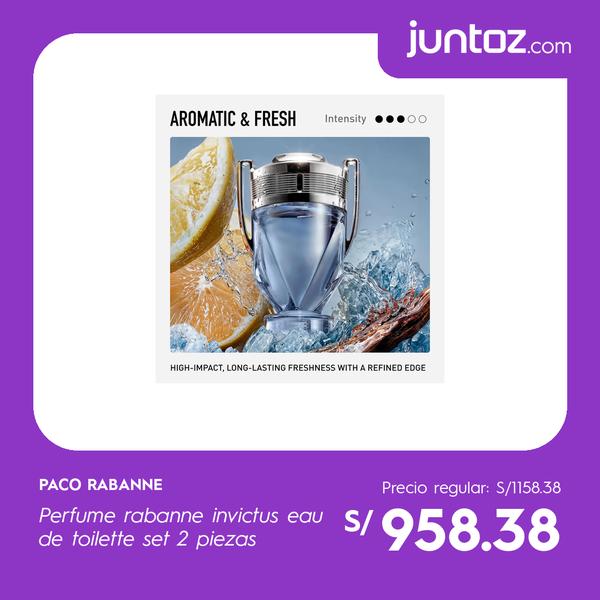 juntoz.com
AROMATIC & FRESH
Intensity
HIGH-IMPACT, LONG-LASTING FRESHNESS WITH A REFINED EDGE
PACO RABANNE
Perfume rabanne invictus eau
de toilette set 2 piezas
Precio regular: S/1158.38
S/ 958.38